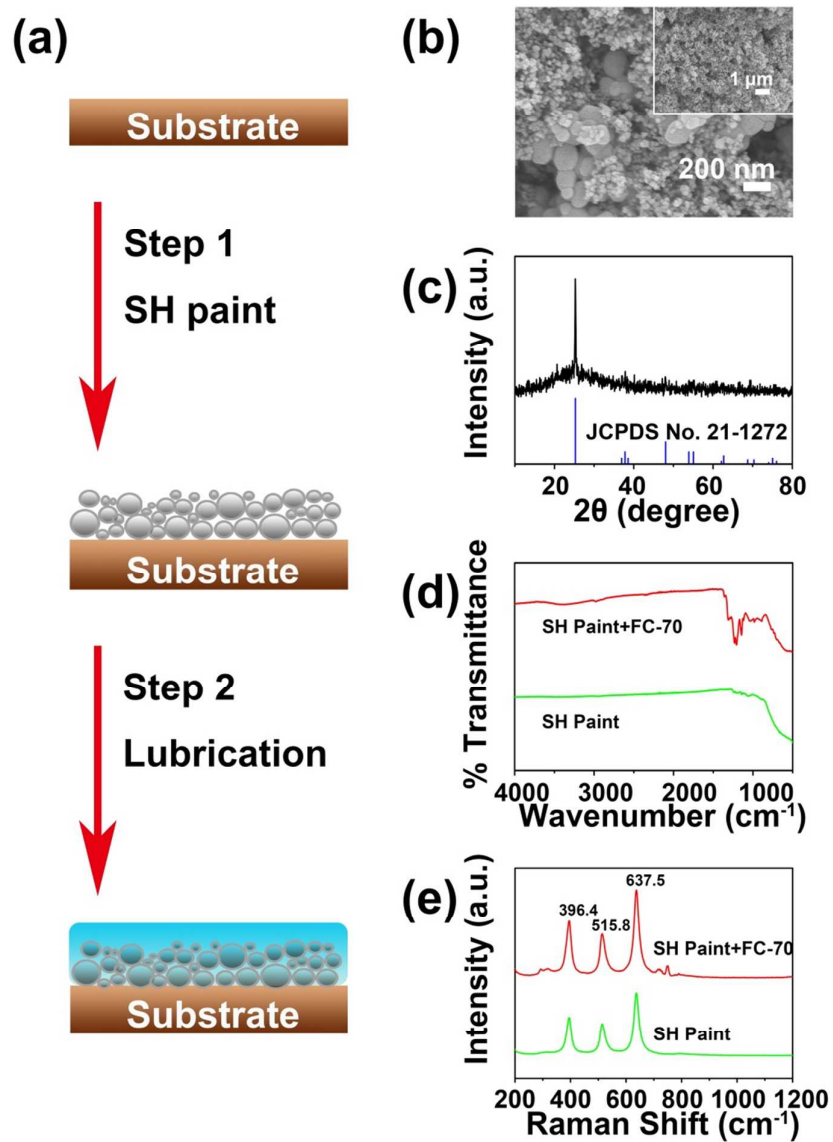 (a)
Substrate
Step 1
SH paint
Substrate
Step 2
Lubrication
Substrate
(b)
1 μm
200 nm
(c)
Intensity (a.u.)
JCPDS No. 21-1272
20 40 60 80
2θ (degree)
(d)
% Transmittance
SH Paint+FC-70
SH Paint
4000 3000 2000 1000
Wavenumber (cm⁻¹)
(e)
Intensity (a.u.)
637.5
396.4
515.8
SH Paint+FC-70
SH Paint
200 400 600 800 1000 1200
Raman Shift (cm⁻¹)